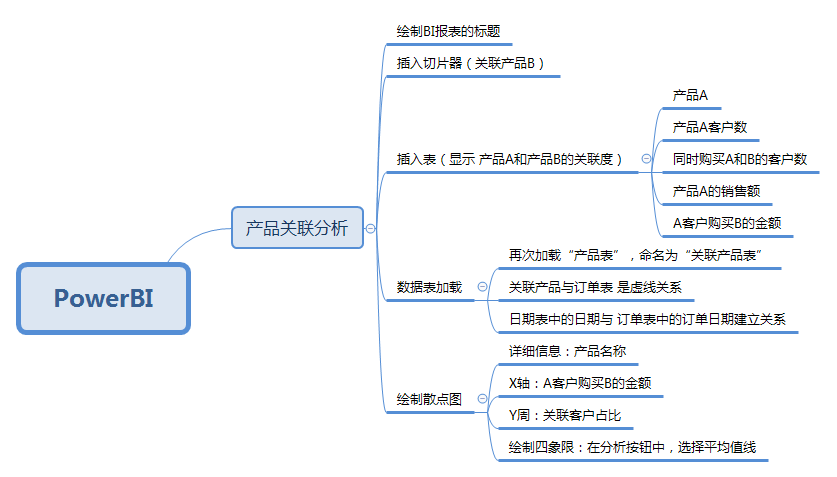 PowerBI
产品关联分析
绘制BI报表的标题
插入切片器（关联产品B）
插入表（显示 产品A和产品B的关联度）
产品A
产品A客户数
同时购买A和B的客户数
产品A的销售额
A客户购买B的金额
数据表加载
再次加载“产品表”，命名为“关联产品表”
关联产品与订单表 是虚线关系
日期表中的日期与 订单表中的订单日期建立关系
绘制散点图
详细信息：产品名称
X轴：A客户购买B的金额
Y周：关联客户占比
绘制四象限：在分析按钮中，选择平均值线